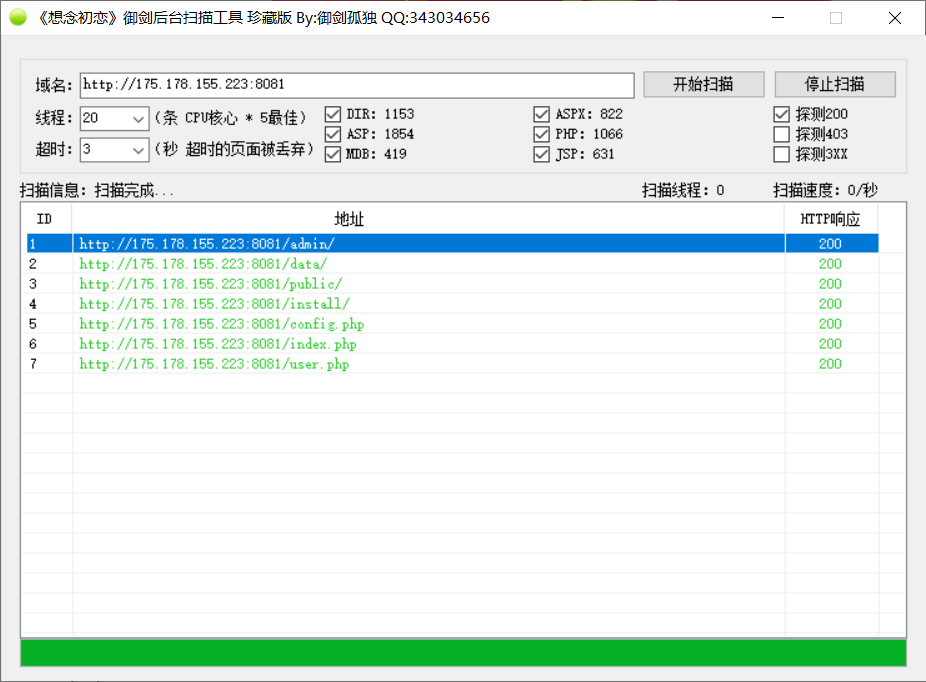 《想念初恋》御剑后台扫描工具 珍藏版 By:御剑孤独 QQ:343034656
域名: http://175.178.155.223:8081 开始扫描 停止扫描
线程: 20 (条 CPU核心 * 5最佳) DIR: 1153 ASPX: 822 探测200
ASP: 1854 PHP: 1066 探测403
超时: 3 (秒 超时的页面被丢弃) MDB: 419 JSP: 631 探测3XX
扫描信息: 扫描完成... 扫描线程: 0 扫描速度: 0/秒
ID 地址 HTTP响应
1 http://175.178.155.223:8081/admin/ 200
2 http://175.178.155.223:8081/data/ 200
3 http://175.178.155.223:8081/public/ 200
4 http://175.178.155.223:8081/install/ 200
5 http://175.178.155.223:8081/config.php 200
6 http://175.178.155.223:8081/index.php 200
7 http://175.178.155.223:8081/user.php 200